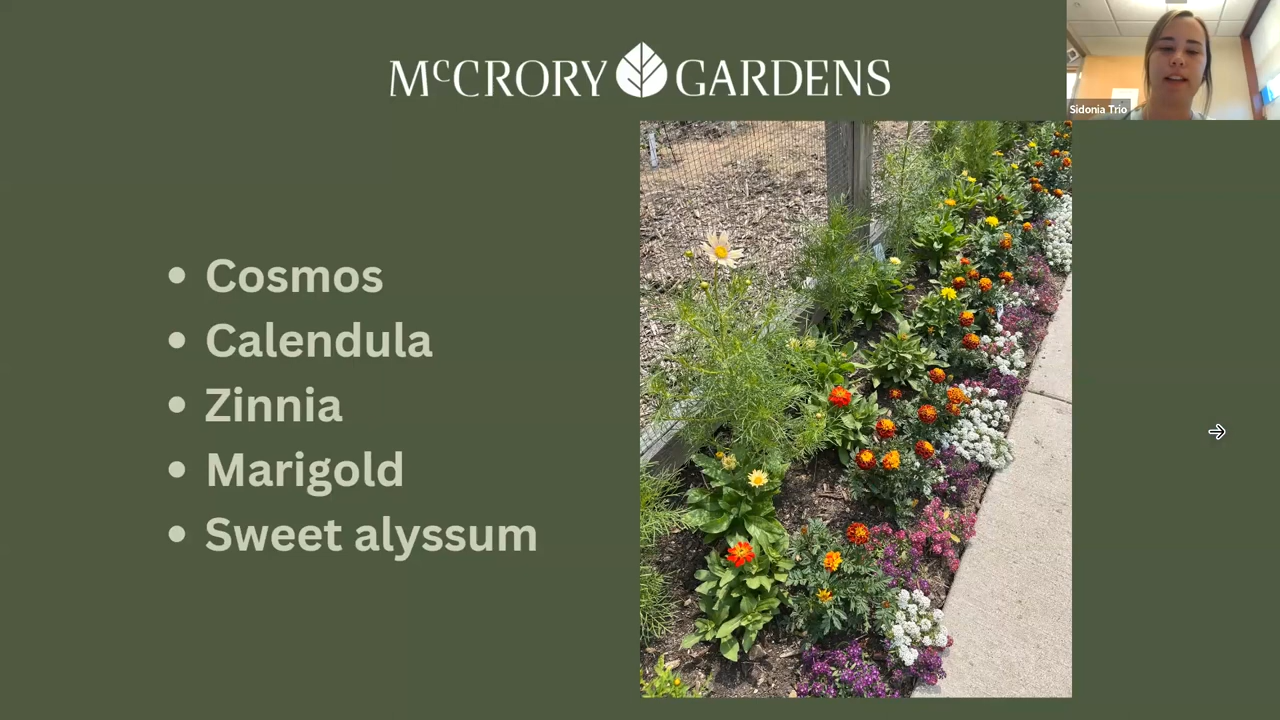 McCRORY GARDENS
Sidonia Trio
• Cosmos
• Calendula
• Zinnia
• Marigold
• Sweet alyssum